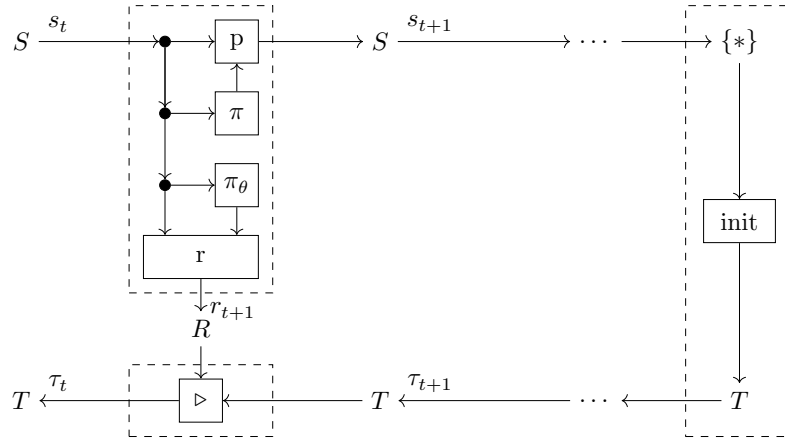 S s_t p S s_{t+1} ⋯ {*}
π
π_θ
init
r
r_{t+1}
R
T τ_t ▹ T τ_{t+1} ⋯ T